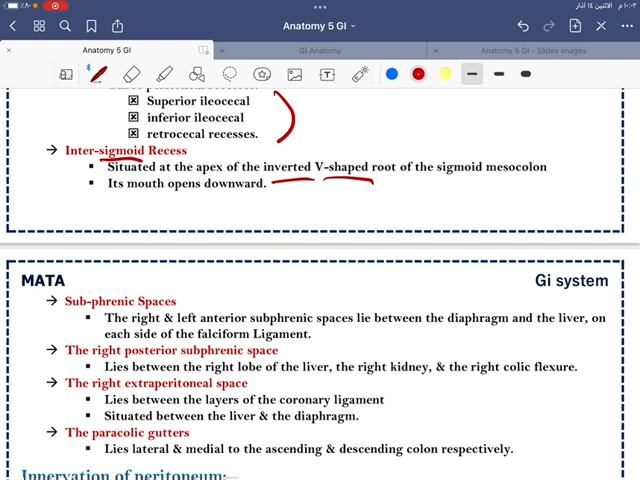 ٪٨٠
١٠:٠٣ م الاثنين ١٤ آذار
Anatomy 5 GI
Anatomy 5 GI
GI Anatomy
Anatomy 5 GI - Slides images
Superior ileocecal
inferior ileocecal
retrocecal recesses.
→ Inter-sigmoid Recess
▪ Situated at the apex of the inverted V-shaped root of the sigmoid mesocolon
▪ Its mouth opens downward.
MATA Gi system
→ Sub-phrenic Spaces
▪ The right & left anterior subphrenic spaces lie between the diaphragm and the liver, on
each side of the falciform Ligament.
→ The right posterior subphrenic space
▪ Lies between the right lobe of the liver, the right kidney, & the right colic flexure.
→ The right extraperitoneal space
▪ Lies between the layers of the coronary ligament
▪ Situated between the liver & the diaphragm.
→ The paracolic gutters
▪ Lies lateral & medial to the ascending & descending colon respectively.
Innervation of peritoneum:-